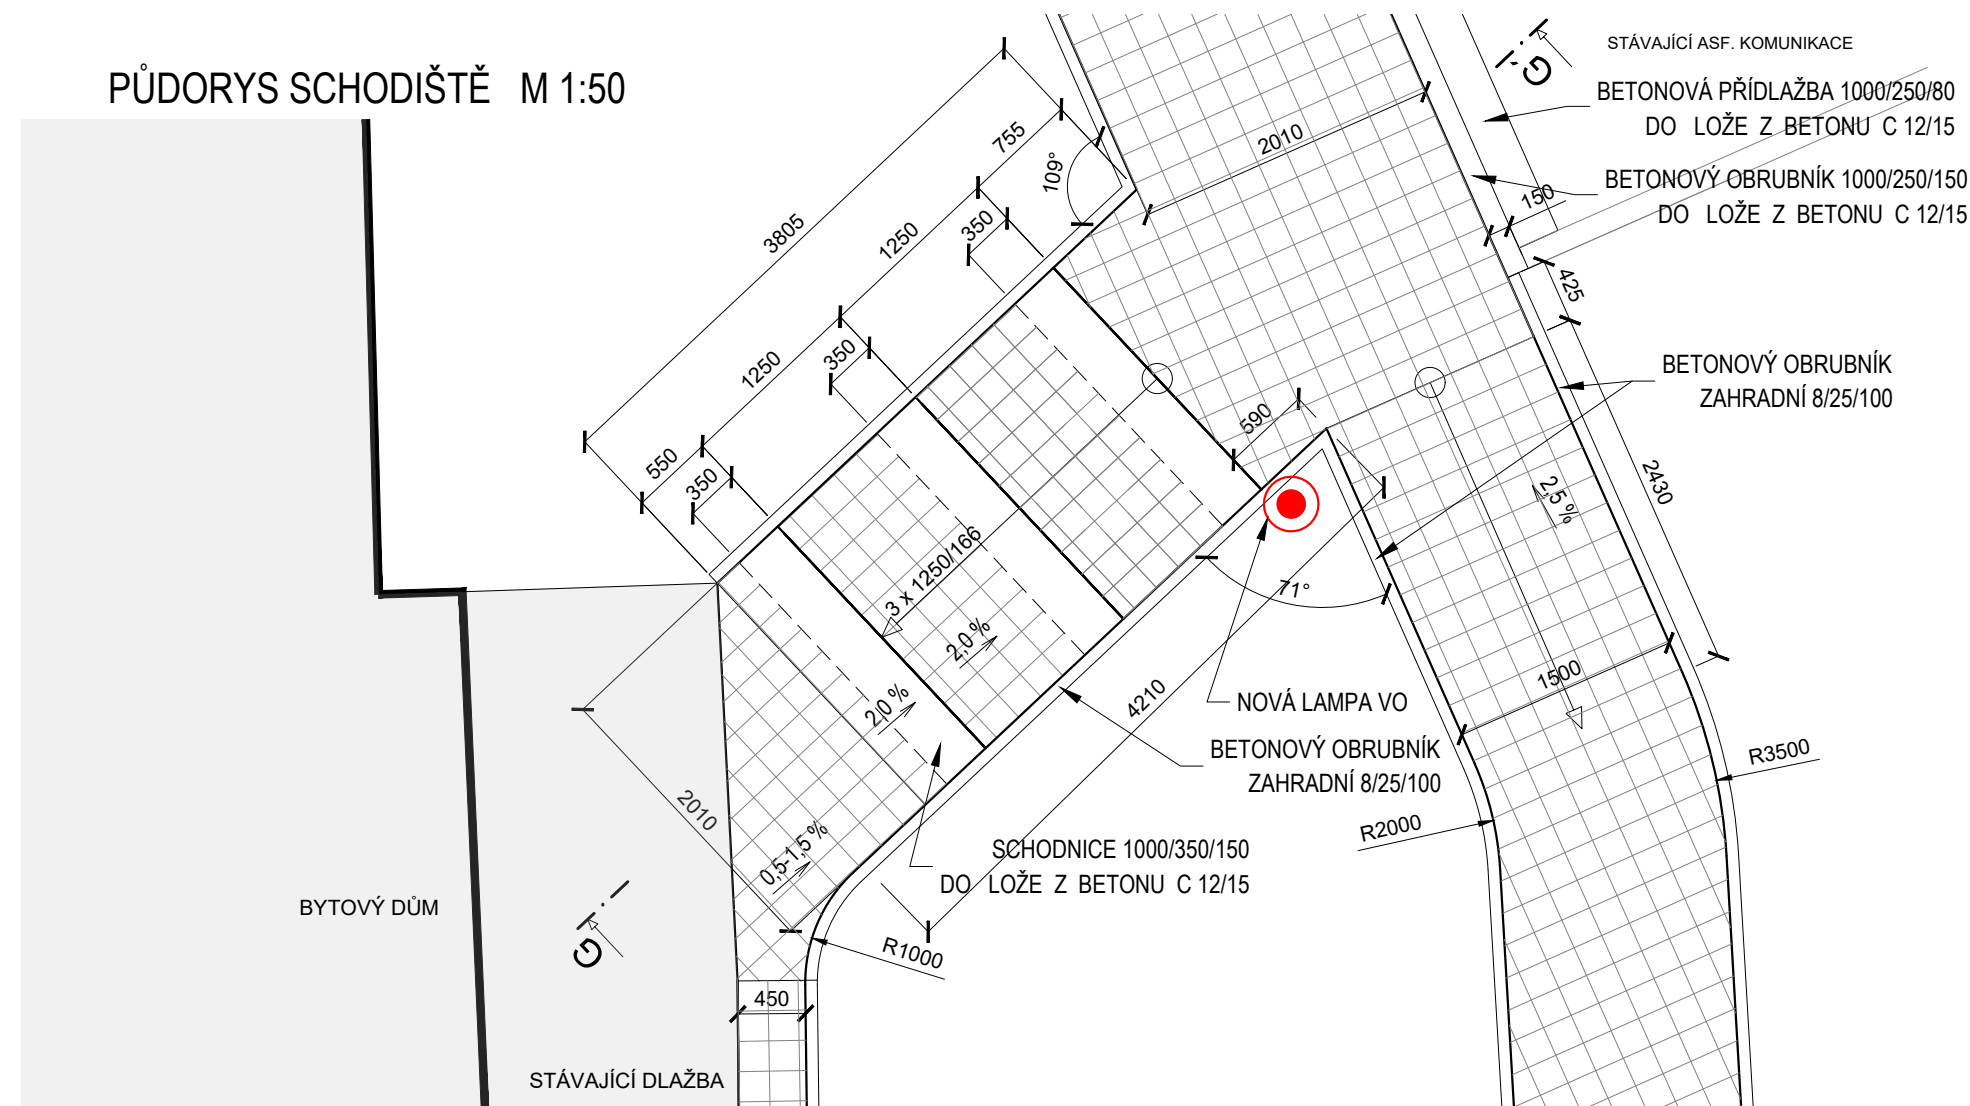 PŮDORYS SCHODIŠTĚ   M 1:50
STÁVAJÍCÍ ASF. KOMUNIKACE
G-1
BETONOVÁ PŘÍDLAŽBA 1000/250/80
DO LOŽE Z BETONU C 12/15
BETONOVÝ OBRUBNÍK 1000/250/150
DO LOŽE Z BETONU C 12/15
755
2010
109°
150
350
3805
1250
425
350
1250
BETONOVÝ OBRUBNÍK
ZAHRADNÍ 8/25/100
590
550
350
2430
2,5 %
3 x 1250/166
71°
2,0 %
2,0 %
1500
4210
NOVÁ LAMPA VO
BETONOVÝ OBRUBNÍK
ZAHRADNÍ 8/25/100
R3500
2010
R2000
0,5-1,5 %
SCHODNICE 1000/350/150
DO LOŽE Z BETONU C 12/15
BYTOVÝ DŮM
G
R1000
450
STÁVAJÍCÍ DLAŽBA